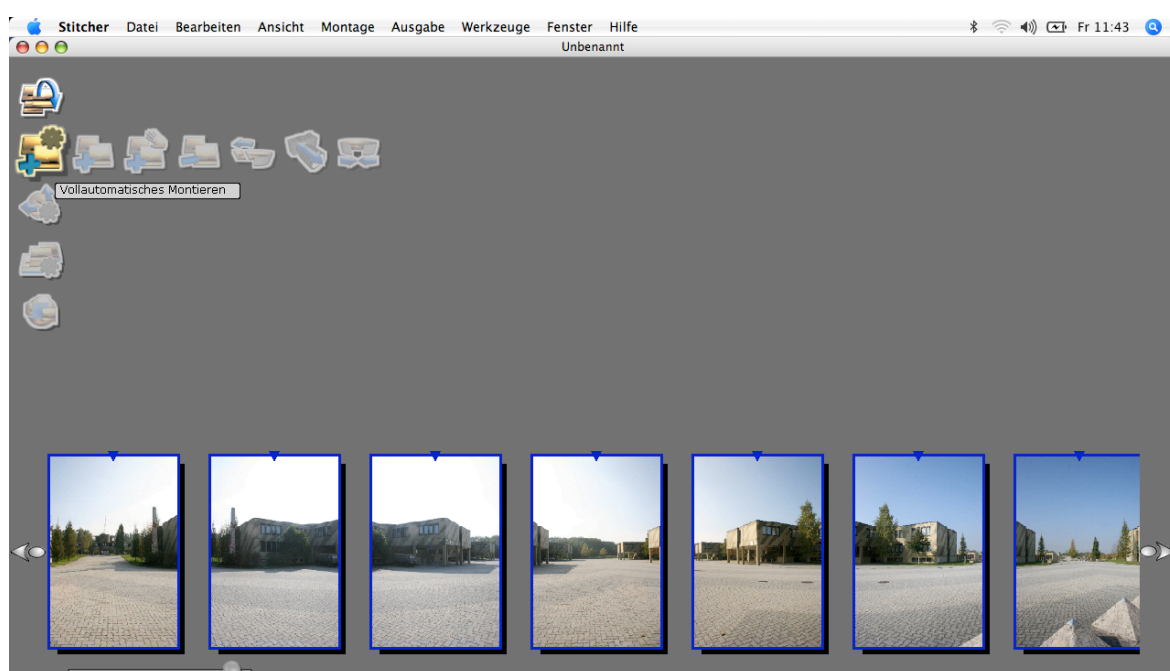 Stitcher Datei Bearbeiten Ansicht Montage Ausgabe Werkzeuge Fenster Hilfe Fr 11:43
Unbenannt
Vollautomatisches Montieren